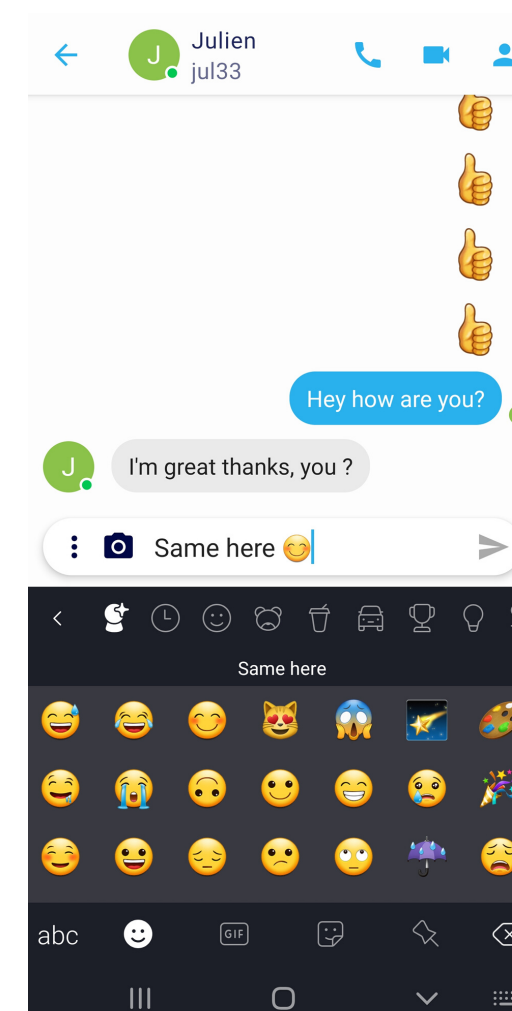 J
Julien
jul33
Hey how are you?
J
I'm great thanks, you ?
Same here 😊
Same here
abc
GIF